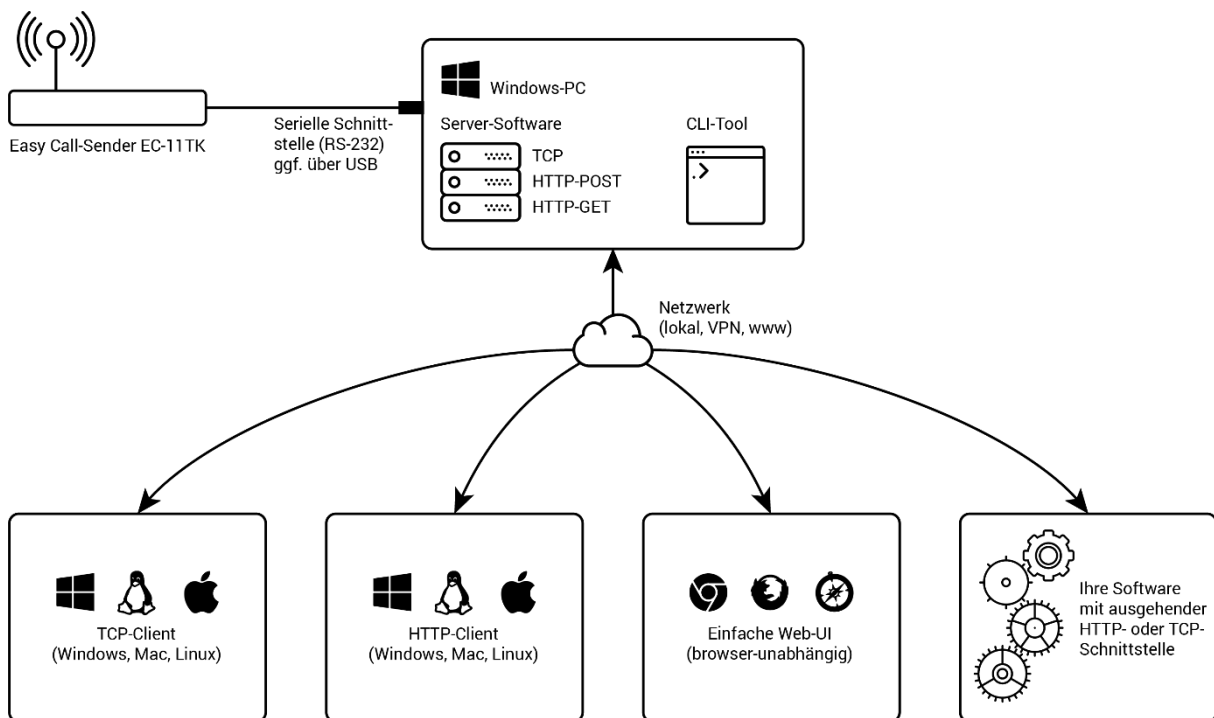 Windows-PC
Easy Call-Sender EC-11TK
Serielle Schnitt-
stelle (RS-232)
ggf. über USB
Server-Software
TCP
HTTP-POST
HTTP-GET
CLI-Tool
Netzwerk
(lokal, VPN, www)
TCP-Client
(Windows, Mac, Linux)
HTTP-Client
(Windows, Mac, Linux)
Einfache Web-UI
(browser-unabhängig)
Ihre Software
mit ausgehender
HTTP- oder TCP-
Schnittstelle